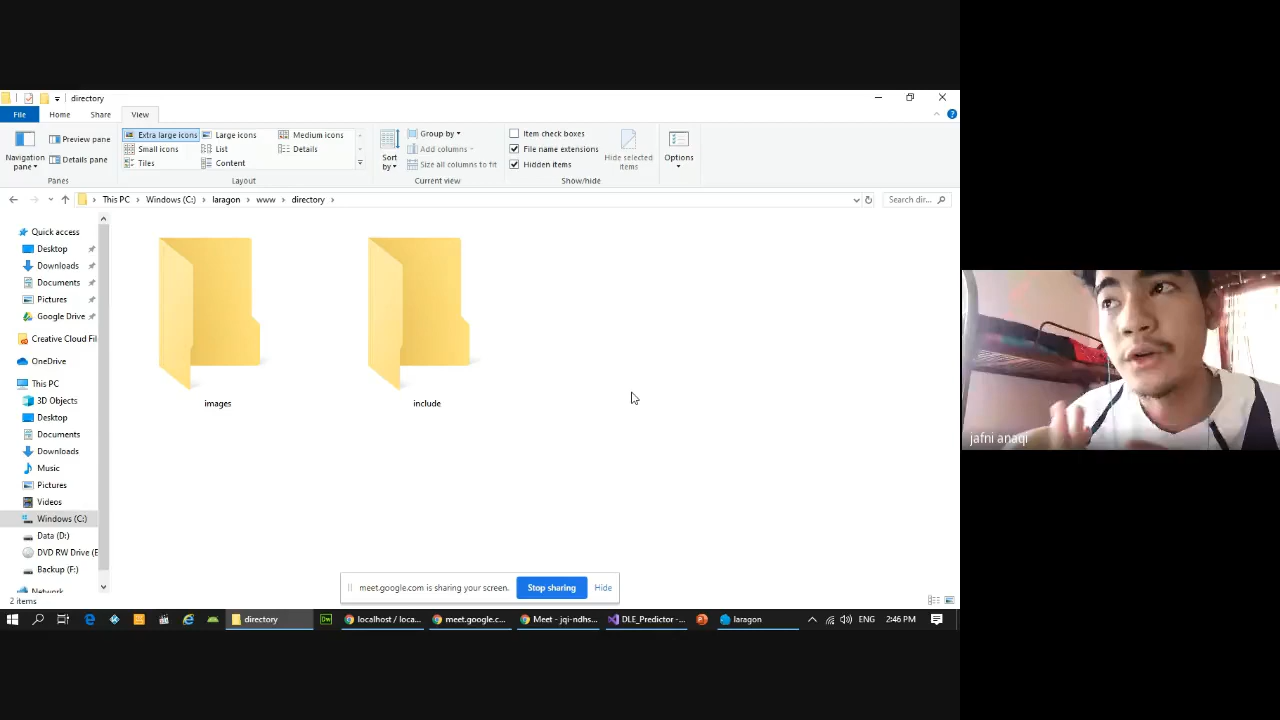 directory
File
Home
Share
View
Navigation pane
Preview pane
Details pane
Panes
Extra large icons
Large icons
Medium icons
Small icons
List
Details
Tiles
Content
Layout
Sort by
Group by
Add columns
Size all columns to fit
Current view
Item check boxes
File name extensions
Hidden items
Hide selected items
Show/hide
Options
This PC
Windows (C:)
laragon
www
directory
Search dir...
Quick access
Desktop
Downloads
Documents
Pictures
Google Drive
Creative Cloud Fil
OneDrive
This PC
3D Objects
Desktop
Documents
Downloads
Music
Pictures
Videos
Windows (C:)
Data (D:)
DVD RW Drive (E
Backup (F:)
Network
images
include
jafni anaqi
meet.google.com is sharing your screen.
Stop sharing
Hide
2 items
directory
Dw
localhost / loca...
meet.google.c...
Meet - jqi-ndhs...
DLE_Predictor -...
laragon
ENG
2:46 PM